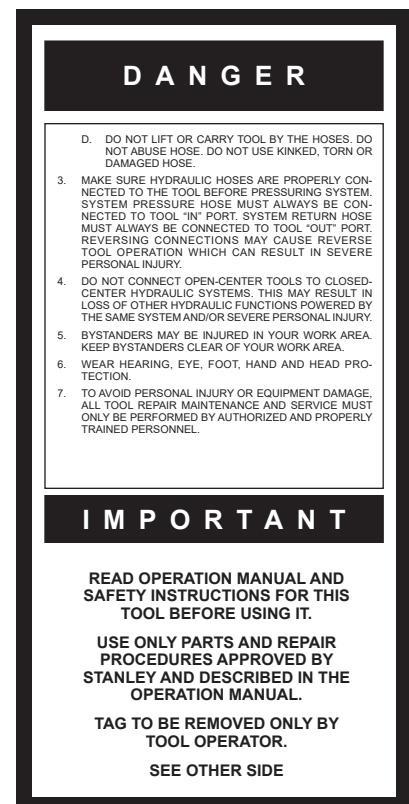 DANGER
D. DO NOT LIFT OR CARRY TOOL BY THE HOSES. DO
NOT ABUSE HOSE. DO NOT USE KINKED, TORN OR
DAMAGED HOSE.
3. MAKE SURE HYDRAULIC HOSES ARE PROPERLY CON-
NECTED TO THE TOOL BEFORE PRESSURING SYSTEM.
SYSTEM PRESSURE HOSE MUST ALWAYS BE CON-
NECTED TO TOOL “IN” PORT. SYSTEM RETURN HOSE
MUST ALWAYS BE CONNECTED TO TOOL “OUT” PORT.
REVERSING CONNECTIONS MAY CAUSE REVERSE
TOOL OPERATION WHICH CAN RESULT IN SEVERE
PERSONAL INJURY.
4. DO NOT CONNECT OPEN-CENTER TOOLS TO CLOSED-
CENTER HYDRAULIC SYSTEMS. THIS MAY RESULT IN
LOSS OF OTHER HYDRAULIC FUNCTIONS POWERED BY
THE SAME SYSTEM AND/OR SEVERE PERSONAL INJURY.
5. BYSTANDERS MAY BE INJURED IN YOUR WORK AREA.
KEEP BYSTANDERS CLEAR OF YOUR WORK AREA.
6. WEAR HEARING, EYE, FOOT, HAND AND HEAD PRO-
TECTION.
7. TO AVOID PERSONAL INJURY OR EQUIPMENT DAMAGE,
ALL TOOL REPAIR MAINTENANCE AND SERVICE MUST
ONLY BE PERFORMED BY AUTHORIZED AND PROPERLY
TRAINED PERSONNEL.
IMPORTANT
READ OPERATION MANUAL AND
SAFETY INSTRUCTIONS FOR THIS
TOOL BEFORE USING IT.
USE ONLY PARTS AND REPAIR
PROCEDURES APPROVED BY
STANLEY AND DESCRIBED IN THE
OPERATION MANUAL.
TAG TO BE REMOVED ONLY BY
TOOL OPERATOR.
SEE OTHER SIDE